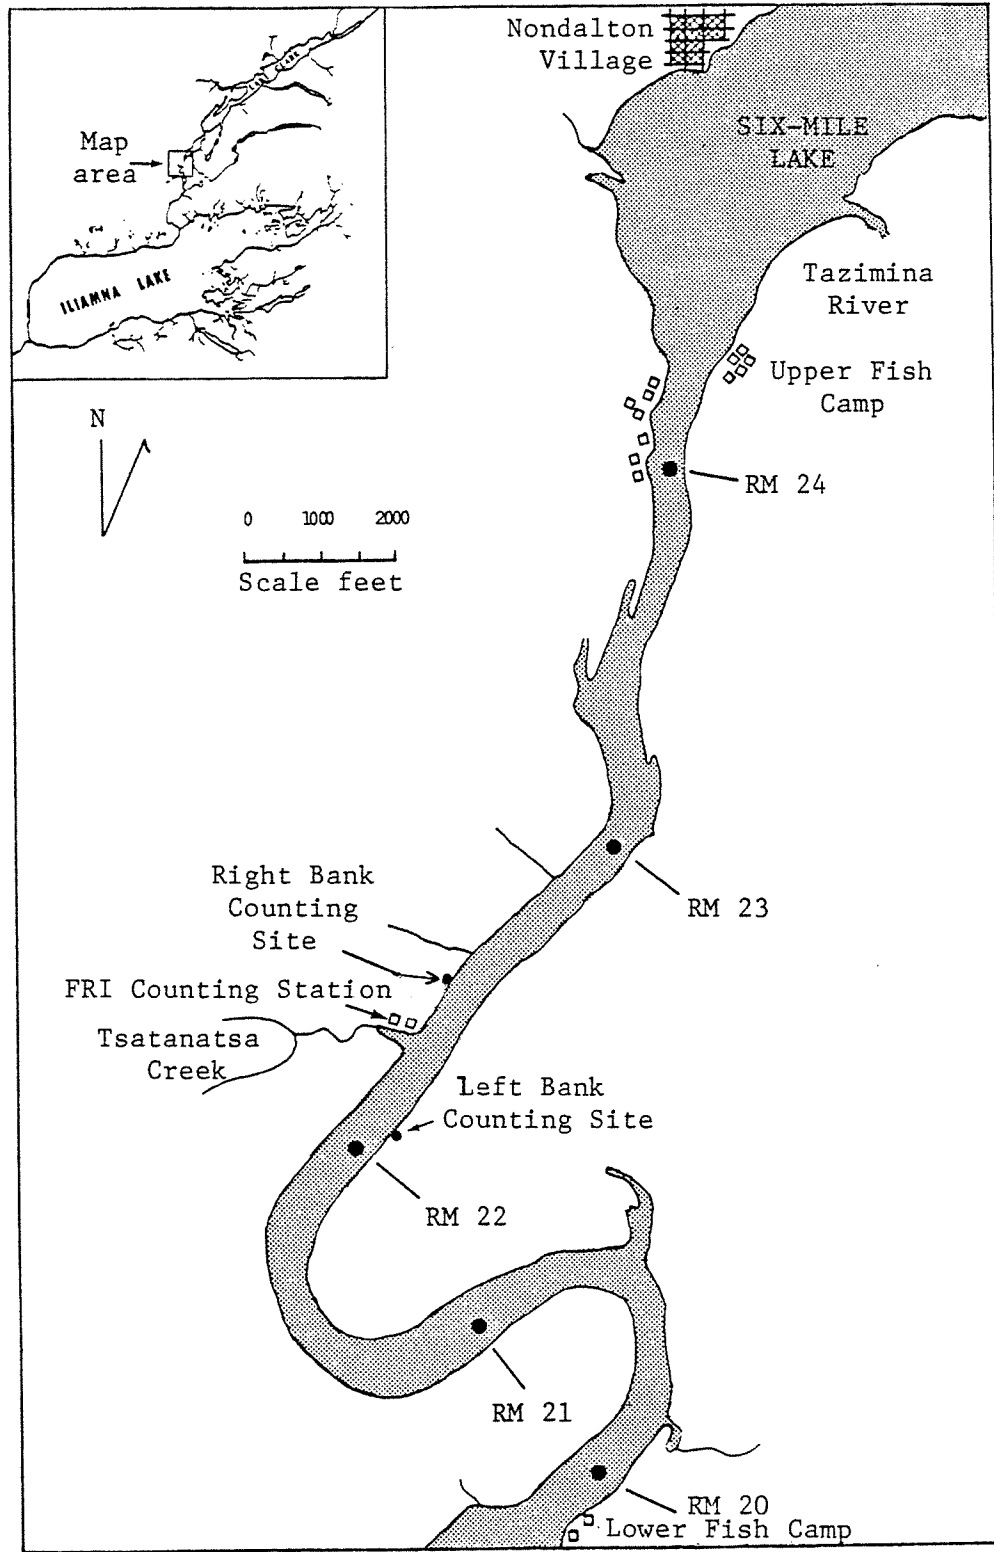 Nondalton
Village
SIX-MILE
LAKE
Map
area
ILIAMNA LAKE
Tazimina
River
Upper Fish
Camp
N
RM 24
0 1000 2000
Scale feet
Right Bank
Counting
Site
RM 23
FRI Counting Station
Tsatanatsa
Creek
Left Bank
Counting Site
RM 22
RM 21
RM 20
Lower Fish Camp